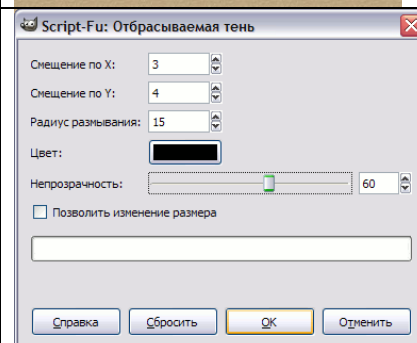 Script-Fu: Отбрасываемая тень
Смещение по X: 3
Смещение по Y: 4
Радиус размывания: 15
Цвет:
Непрозрачность: 60
Позволить изменение размера
Справка Сбросить OK Отменить